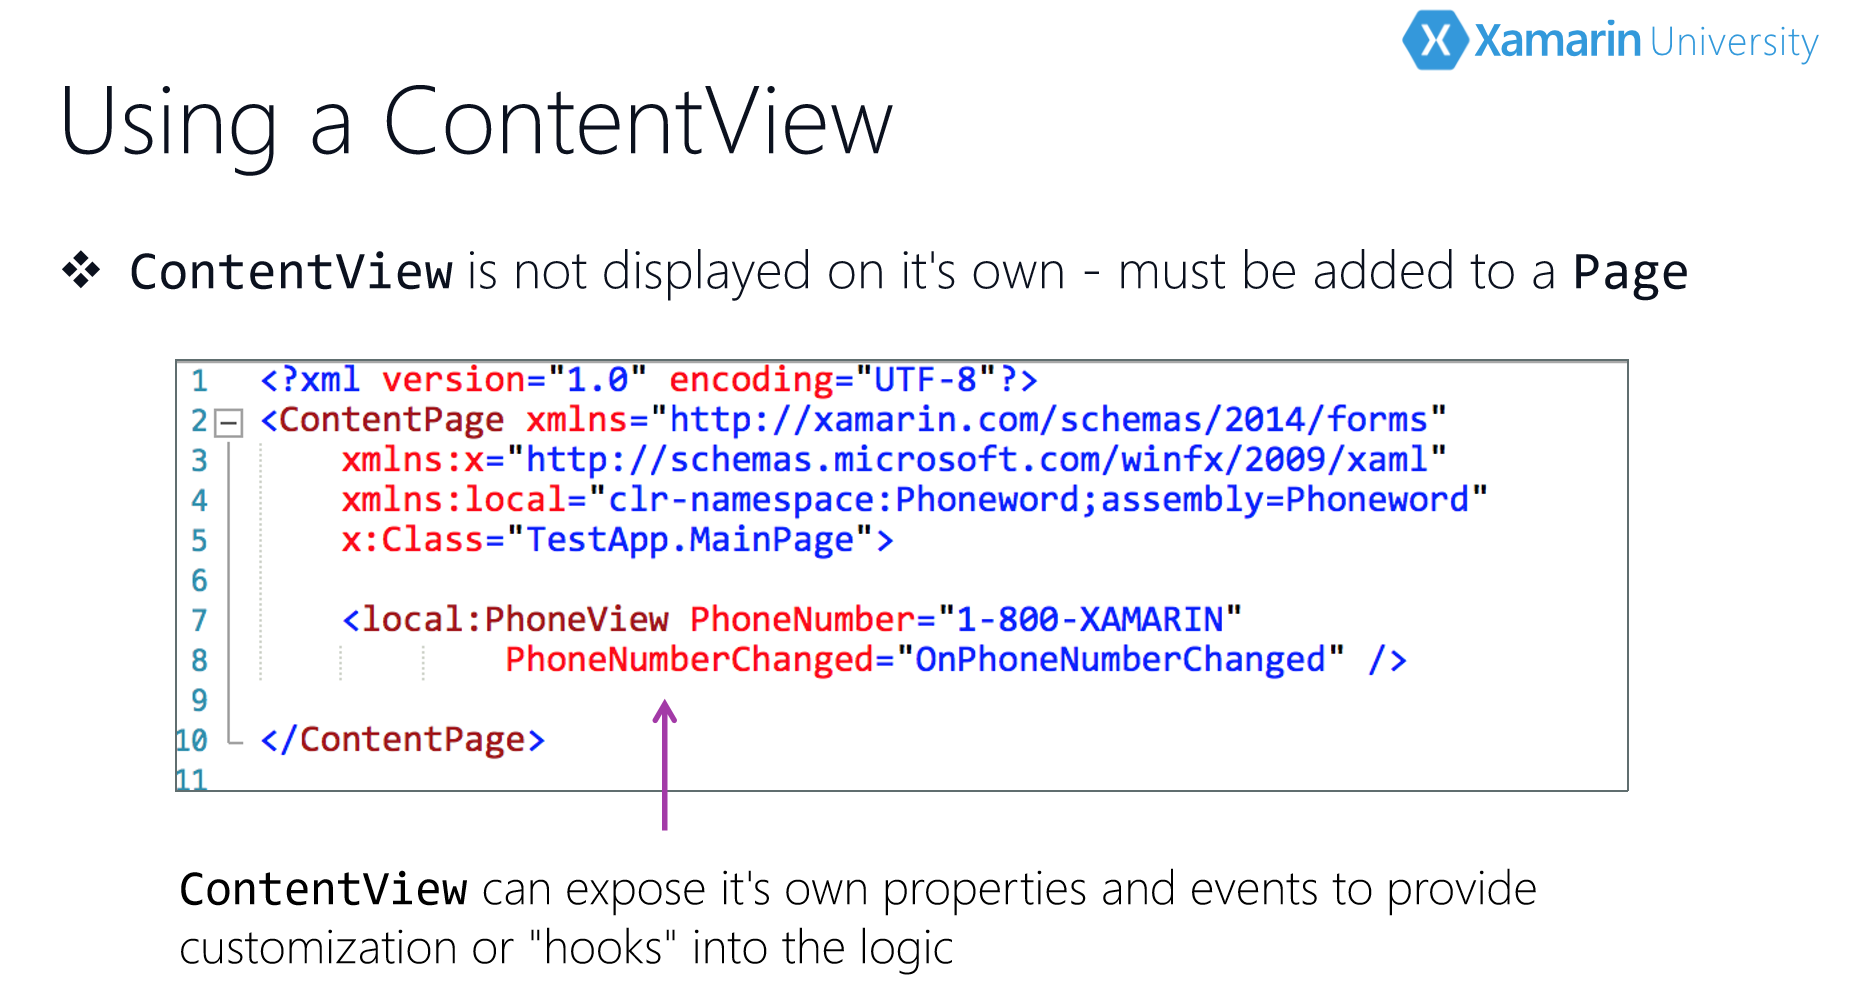 Xamarin University
Using a ContentView
❖ ContentView is not displayed on it's own - must be added to a Page
1 <?xml version="1.0" encoding="UTF-8"?>
2 <ContentPage xmlns="http://xamarin.com/schemas/2014/forms"
3 xmlns:x="http://schemas.microsoft.com/winfx/2009/xaml"
4 xmlns:local="clr-namespace:Phoneword;assembly=Phoneword"
5 x:Class="TestApp.MainPage">
6
7 <local:PhoneView PhoneNumber="1-800-XAMARIN"
8 PhoneNumberChanged="OnPhoneNumberChanged" />
9
10 </ContentPage>
11
ContentView can expose it's own properties and events to provide
customization or "hooks" into the logic